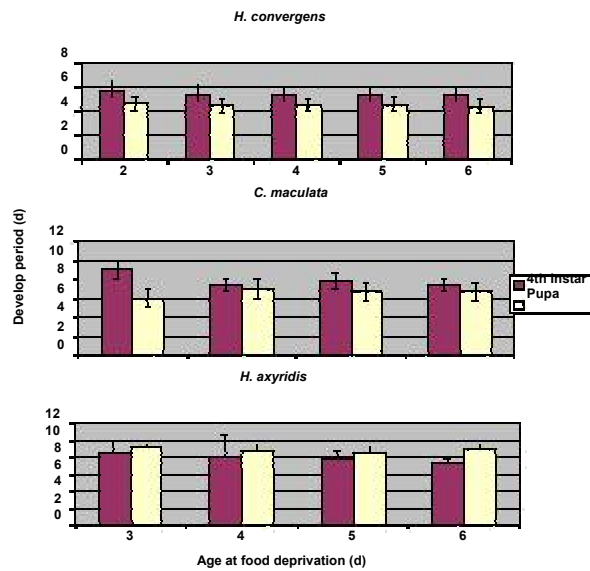 H. convergens
8
6
4
2
0
2 3 4 5 6
C. maculata
Develop period (d)
12
10
8
6
4
2
0
4th Instar
Pupa
H. axyridis
12
10
8
6
4
2
0
3 4 5 6
Age at food deprivation (d)